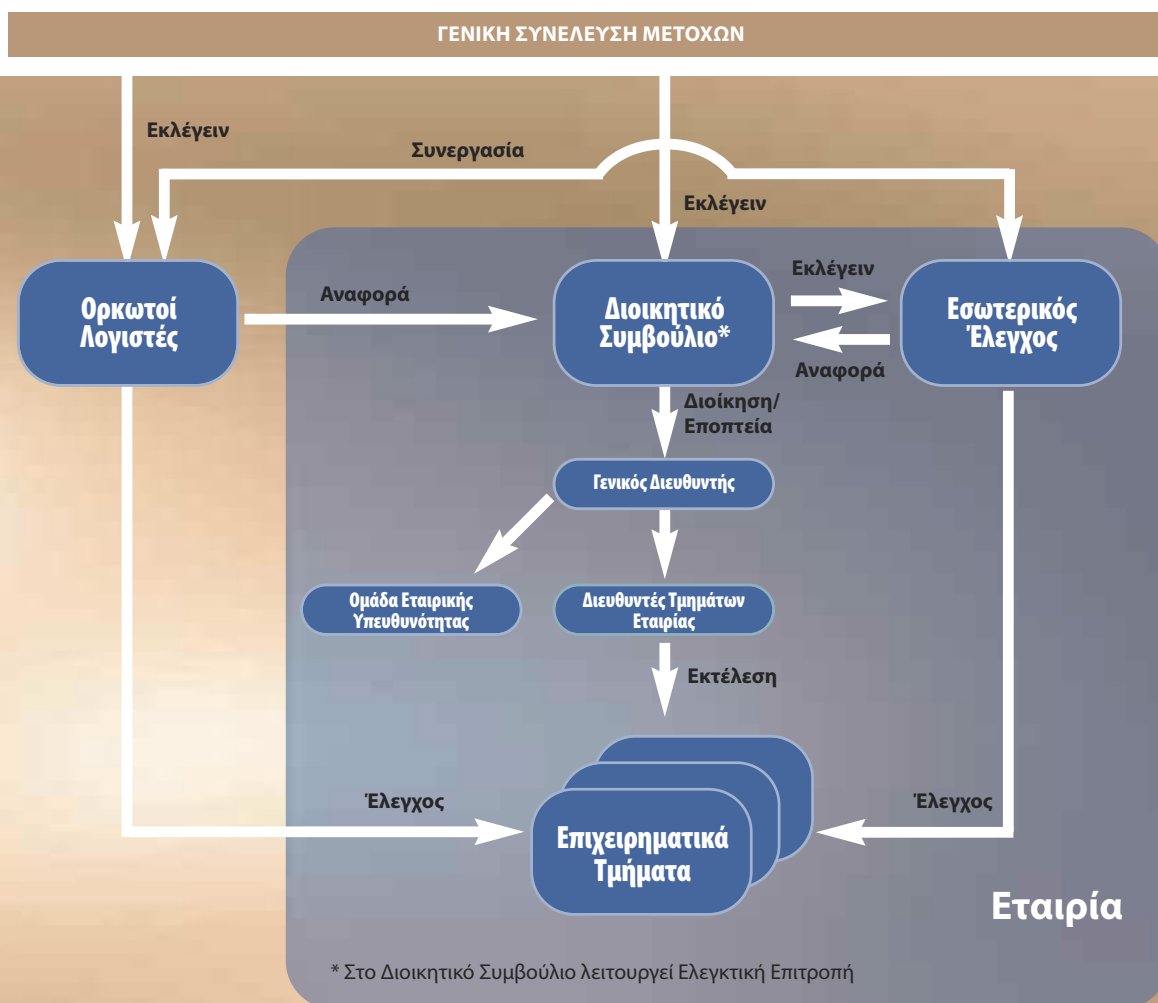 ΓΕΝΙΚΗ ΣΥΝΕΛΕΥΣΗ ΜΕΤΟΧΩΝ
Εκλέγειν
Συνεργασία
Εκλέγειν
Ορκωτοί
Λογιστές
Αναφορά
Διοικητικό
Συμβούλιο*
Εκλέγειν
Αναφορά
Εσωτερικός
Έλεγχος
Διοίκηση/
Εποπτεία
Γενικός Διευθυντής
Ομάδα Εταιρικής
Υπευθυνότητας
Διευθυντές Τμημάτων
Εταιρίας
Εκτέλεση
Έλεγχος
Έλεγχος
Επιχειρηματικά
Τμήματα
Εταιρία
* Στο Διοικητικό Συμβούλιο λειτουργεί Ελεγκτική Επιτροπή